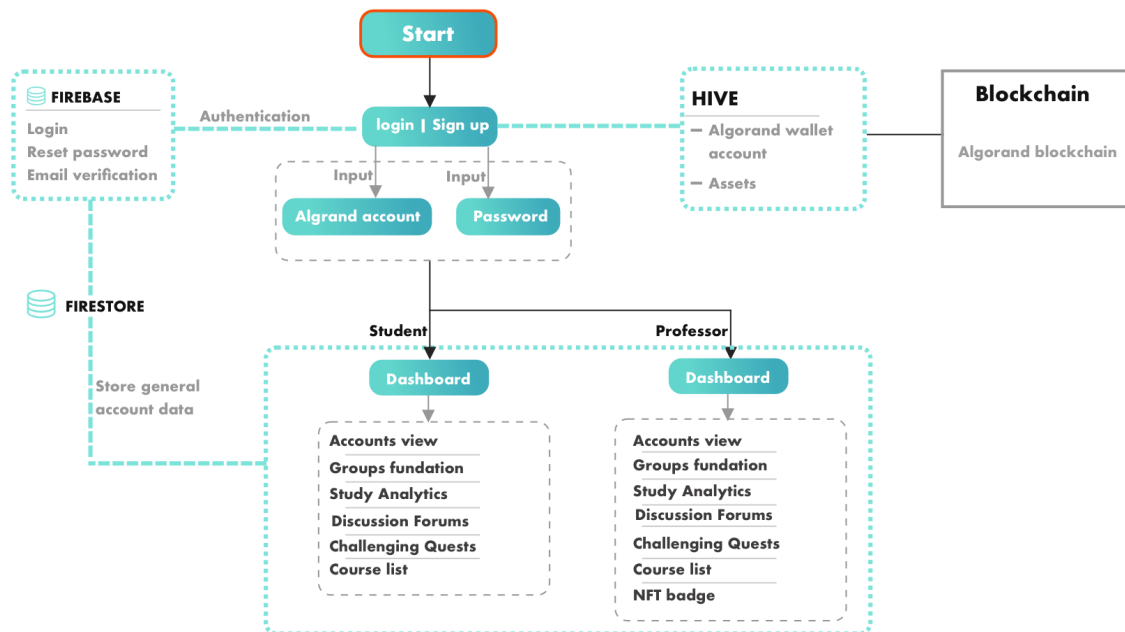 Start
FIREBASE
Login
Reset password
Email verification
Authentication
login | Sign up
HIVE
– Algorand wallet
account
– Assets
Blockchain
Algorand blockchain
Input
Input
Algrand account
Password
FIRESTORE
Store general
account data
Student
Professor
Dashboard
Accounts view
Groups fundation
Study Analytics
Discussion Forums
Challenging Quests
Course list
Dashboard
Accounts view
Groups fundation
Study Analytics
Discussion Forums
Challenging Quests
Course list
NFT badge